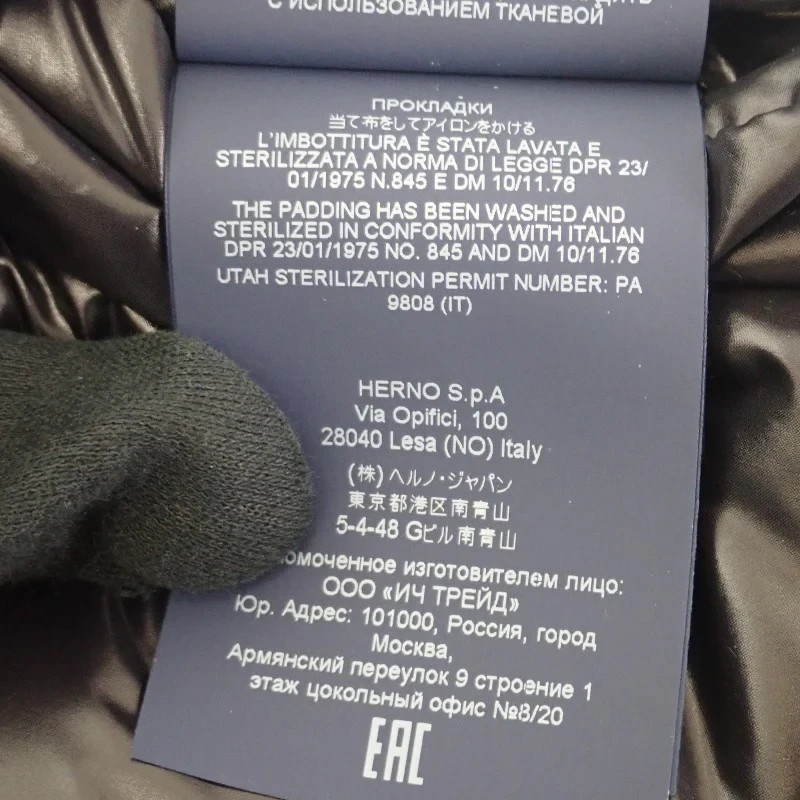 С ИСПОЛЬЗОВАНИЕМ ТКАНЕВОЙ
ПРОКЛАДКИ
当て布をしてアイロンをかける
L'IMBOTTITURA È STATA LAVATA E
STERILIZZATA A NORMA DI LEGGE DPR 23/
01/1975 N.845 E DM 10/11.76
THE PADDING HAS BEEN WASHED AND
STERILIZED IN CONFORMITY WITH ITALIAN
DPR 23/01/1975 NO. 845 AND DM 10/11.76
UTAH STERILIZATION PERMIT NUMBER: PA
9808 (IT)
HERNO S.p.A
Via Opifici, 100
28040 Lesa (NO) Italy
(株)ヘルノ・ジャパン
東京都港区南青山
5-4-48 Gビル南青山
изготовителем лицо:
ООО «ИЧ ТРЕЙД»
Юр. Адрес: 101000, Россия, город
Москва,
Армянский переулок 9 строение 1
этаж цокольный офис №8/20
EAC